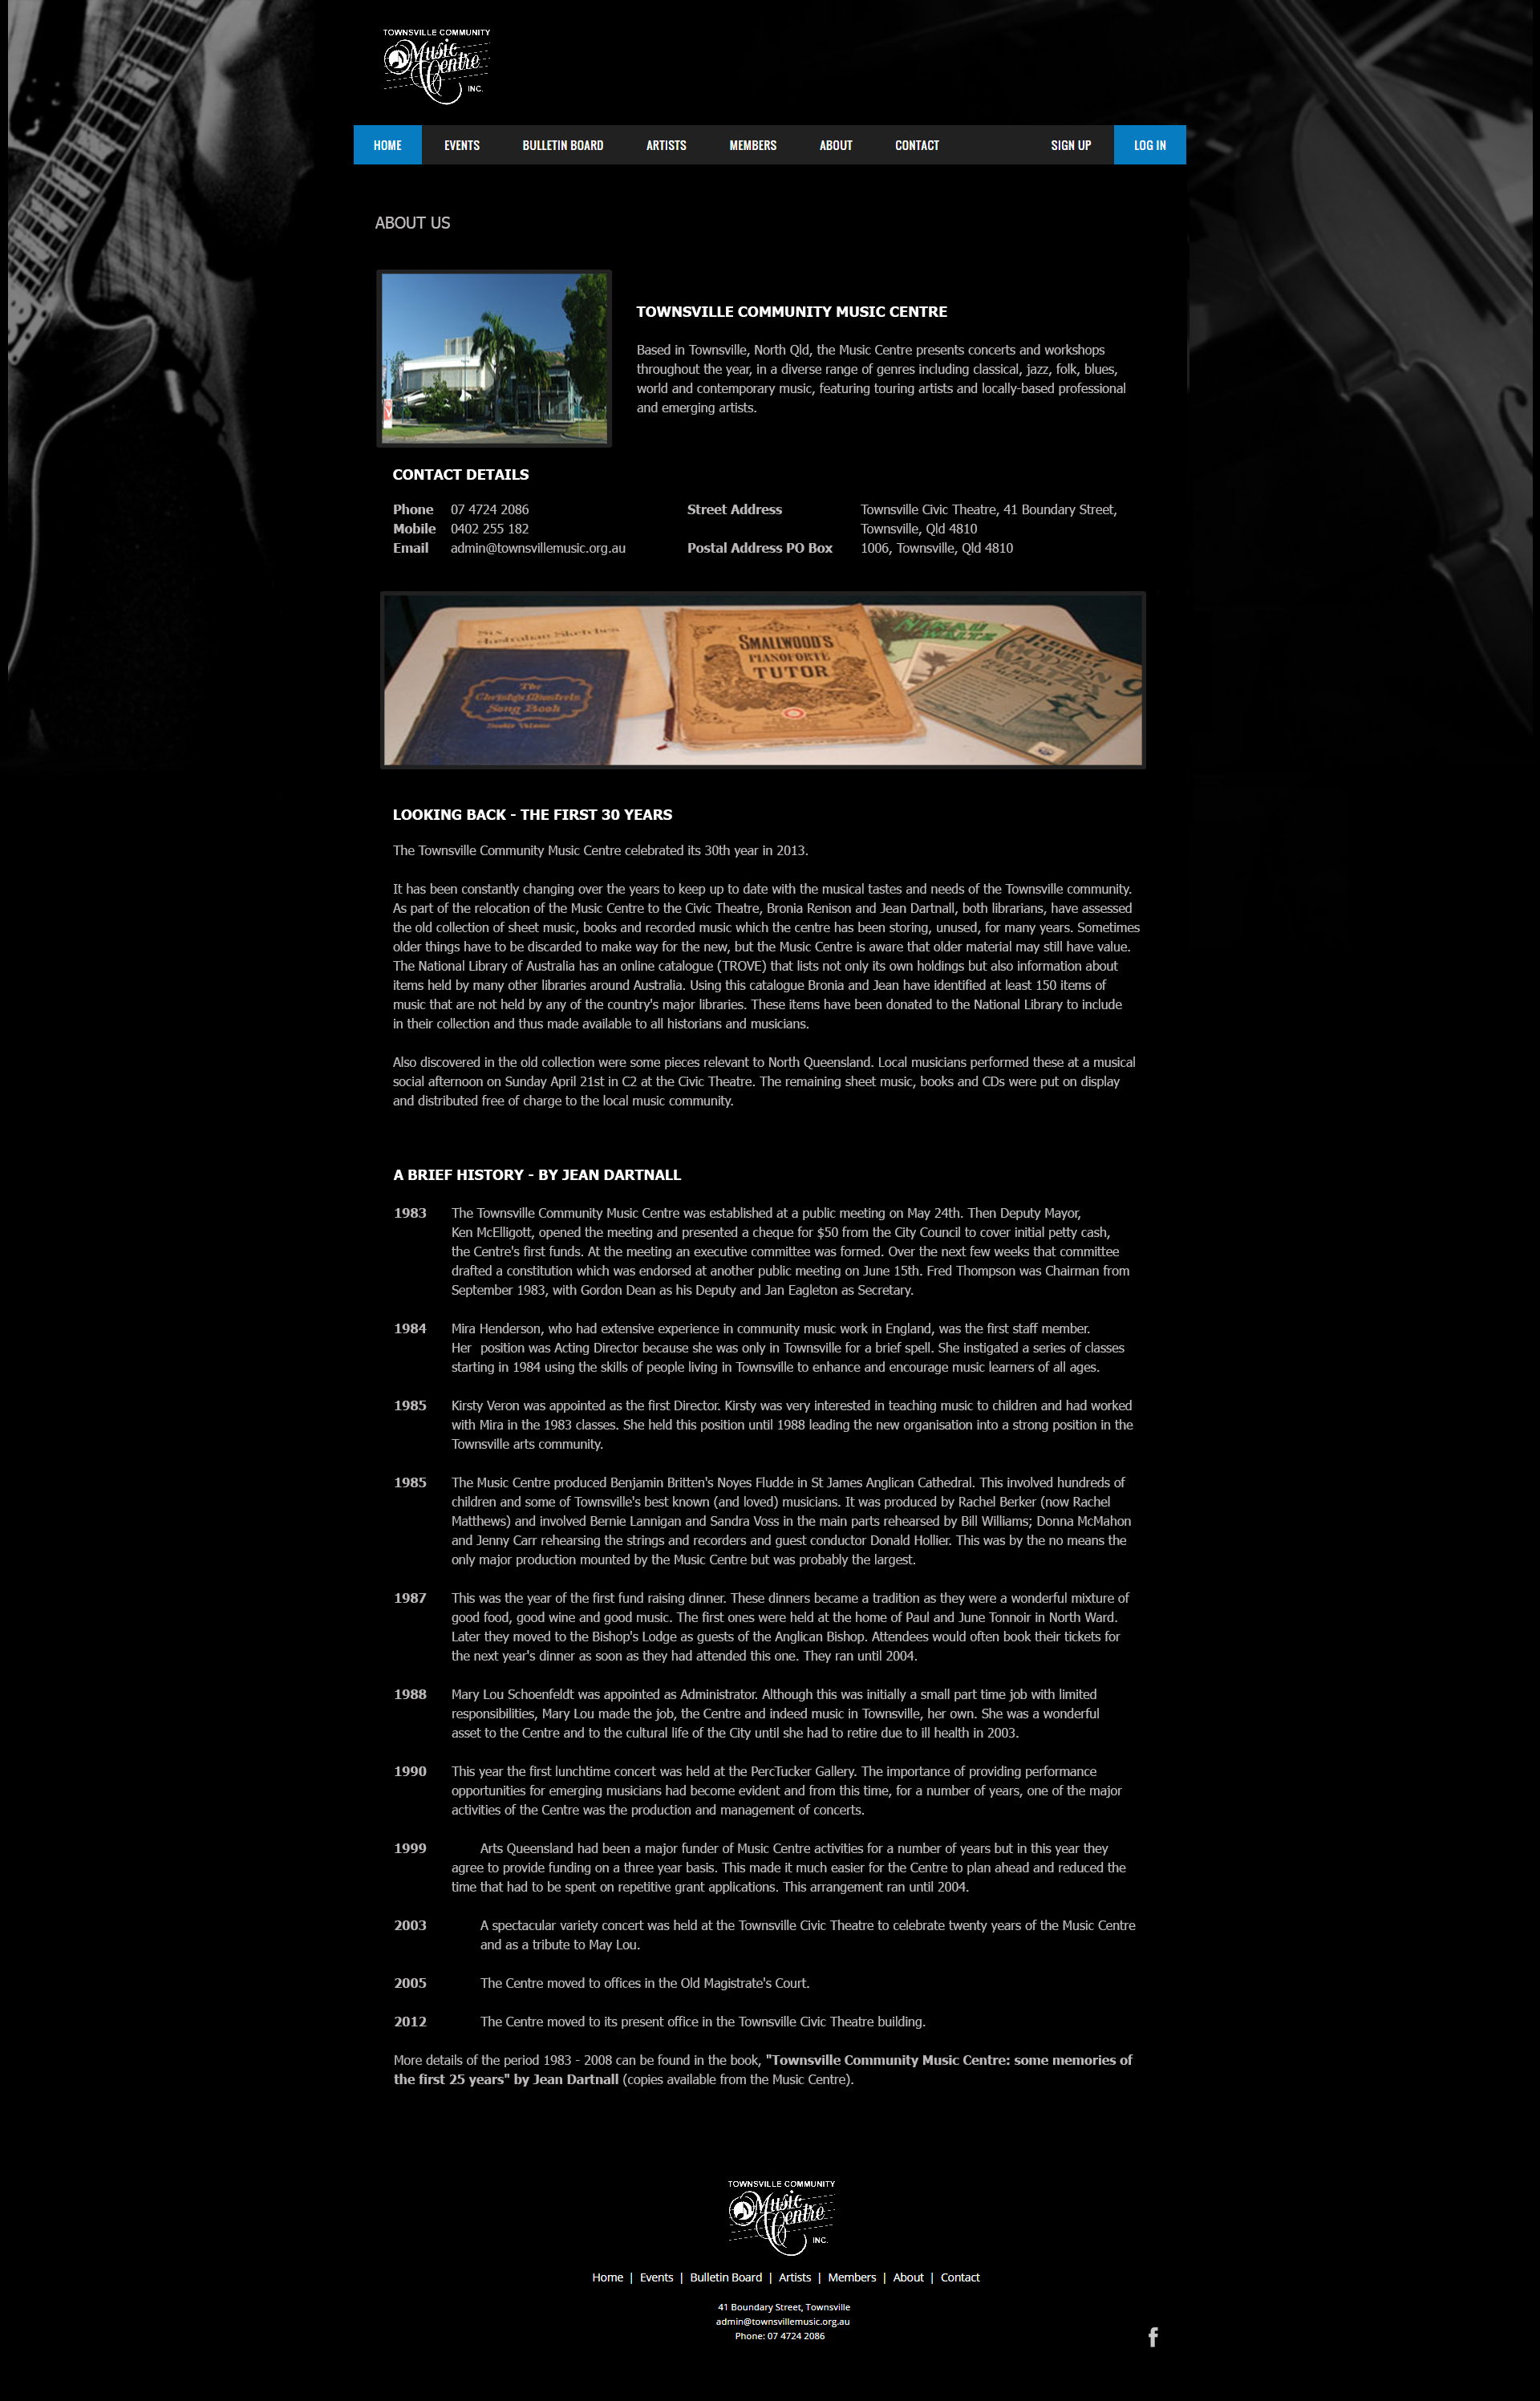 TOWNSVILLE COMMUNITY
Music
Centre
INC.
HOME EVENTS BULLETIN BOARD ARTISTS MEMBERS ABOUT CONTACT SIGN UP LOG IN
ABOUT US
TOWNSVILLE COMMUNITY MUSIC CENTRE
Based in Townsville, North Qld, the Music Centre presents concerts and workshops
throughout the year, in a diverse range of genres including classical, jazz, folk, blues,
world and contemporary music, featuring touring artists and locally-based professional
and emerging artists.
CONTACT DETAILS
Phone 07 4724 2086 Street Address Townsville Civic Theatre, 41 Boundary Street,
Mobile 0402 255 182 Townsville, Qld 4810
Email admin@townsvillemusic.org.au Postal Address PO Box 1006, Townsville, Qld 4810
Six
Australian Sketches
The
Christy's Minstrels
Song Book
Double Volume
SMALLWOOD'S
PIANOFORTE
TUTOR
NIKAU
WALTZ
ALBERT'S
LOOKING BACK - THE FIRST 30 YEARS
The Townsville Community Music Centre celebrated its 30th year in 2013.
It has been constantly changing over the years to keep up to date with the musical tastes and needs of the Townsville community.
As part of the relocation of the Music Centre to the Civic Theatre, Bronia Renison and Jean Dartnall, both librarians, have assessed
the old collection of sheet music, books and recorded music which the centre has been storing, unused, for many years. Sometimes
older things have to be discarded to make way for the new, but the Music Centre is aware that older material may still have value.
The National Library of Australia has an online catalogue (TROVE) that lists not only its own holdings but also information about
items held by many other libraries around Australia. Using this catalogue Bronia and Jean have identified at least 150 items of
music that are not held by any of the country's major libraries. These items have been donated to the National Library to include
in their collection and thus made available to all historians and musicians.
Also discovered in the old collection were some pieces relevant to North Queensland. Local musicians performed these at a musical
social afternoon on Sunday April 21st in C2 at the Civic Theatre. The remaining sheet music, books and CDs were put on display
and distributed free of charge to the local music community.
A BRIEF HISTORY - BY JEAN DARTNALL
1983 The Townsville Community Music Centre was established at a public meeting on May 24th. Then Deputy Mayor,
Ken McElligott, opened the meeting and presented a cheque for $50 from the City Council to cover initial petty cash,
the Centre's first funds. At the meeting an executive committee was formed. Over the next few weeks that committee
drafted a constitution which was endorsed at another public meeting on June 15th. Fred Thompson was Chairman from
September 1983, with Gordon Dean as his Deputy and Jan Eagleton as Secretary.
1984 Mira Henderson, who had extensive experience in community music work in England, was the first staff member.
Her position was Acting Director because she was only in Townsville for a brief spell. She instigated a series of classes
starting in 1984 using the skills of people living in Townsville to enhance and encourage music learners of all ages.
1985 Kirsty Veron was appointed as the first Director. Kirsty was very interested in teaching music to children and had worked
with Mira in the 1983 classes. She held this position until 1988 leading the new organisation into a strong position in the
Townsville arts community.
1985 The Music Centre produced Benjamin Britten's Noyes Fludde in St James Anglican Cathedral. This involved hundreds of
children and some of Townsville's best known (and loved) musicians. It was produced by Rachel Berker (now Rachel
Matthews) and involved Bernie Lannigan and Sandra Voss in the main parts rehearsed by Bill Williams; Donna McMahon
and Jenny Carr rehearsing the strings and recorders and guest conductor Donald Hollier. This was by the no means the
only major production mounted by the Music Centre but was probably the largest.
1987 This was the year of the first fund raising dinner. These dinners became a tradition as they were a wonderful mixture of
good food, good wine and good music. The first ones were held at the home of Paul and June Tonnoir in North Ward.
Later they moved to the Bishop's Lodge as guests of the Anglican Bishop. Attendees would often book their tickets for
the next year's dinner as soon as they had attended this one. They ran until 2004.
1988 Mary Lou Schoenfeldt was appointed as Administrator. Although this was initially a small part time job with limited
responsibilities, Mary Lou made the job, the Centre and indeed music in Townsville, her own. She was a wonderful
asset to the Centre and to the cultural life of the City until she had to retire due to ill health in 2003.
1990 This year the first lunchtime concert was held at the PercTucker Gallery. The importance of providing performance
opportunities for emerging musicians had become evident and from this time, for a number of years, one of the major
activities of the Centre was the production and management of concerts.
1999 Arts Queensland had been a major funder of Music Centre activities for a number of years but in this year they
agree to provide funding on a three year basis. This made it much easier for the Centre to plan ahead and reduced the
time that had to be spent on repetitive grant applications. This arrangement ran until 2004.
2003 A spectacular variety concert was held at the Townsville Civic Theatre to celebrate twenty years of the Music Centre
and as a tribute to May Lou.
2005 The Centre moved to offices in the Old Magistrate's Court.
2012 The Centre moved to its present office in the Townsville Civic Theatre building.
More details of the period 1983 - 2008 can be found in the book, "Townsville Community Music Centre: some memories of
the first 25 years" by Jean Dartnall (copies available from the Music Centre).
TOWNSVILLE COMMUNITY
Music
Centre
INC.
Home | Events | Bulletin Board | Artists | Members | About | Contact
41 Boundary Street, Townsville
admin@townsvillemusic.org.au
Phone: 07 4724 2086